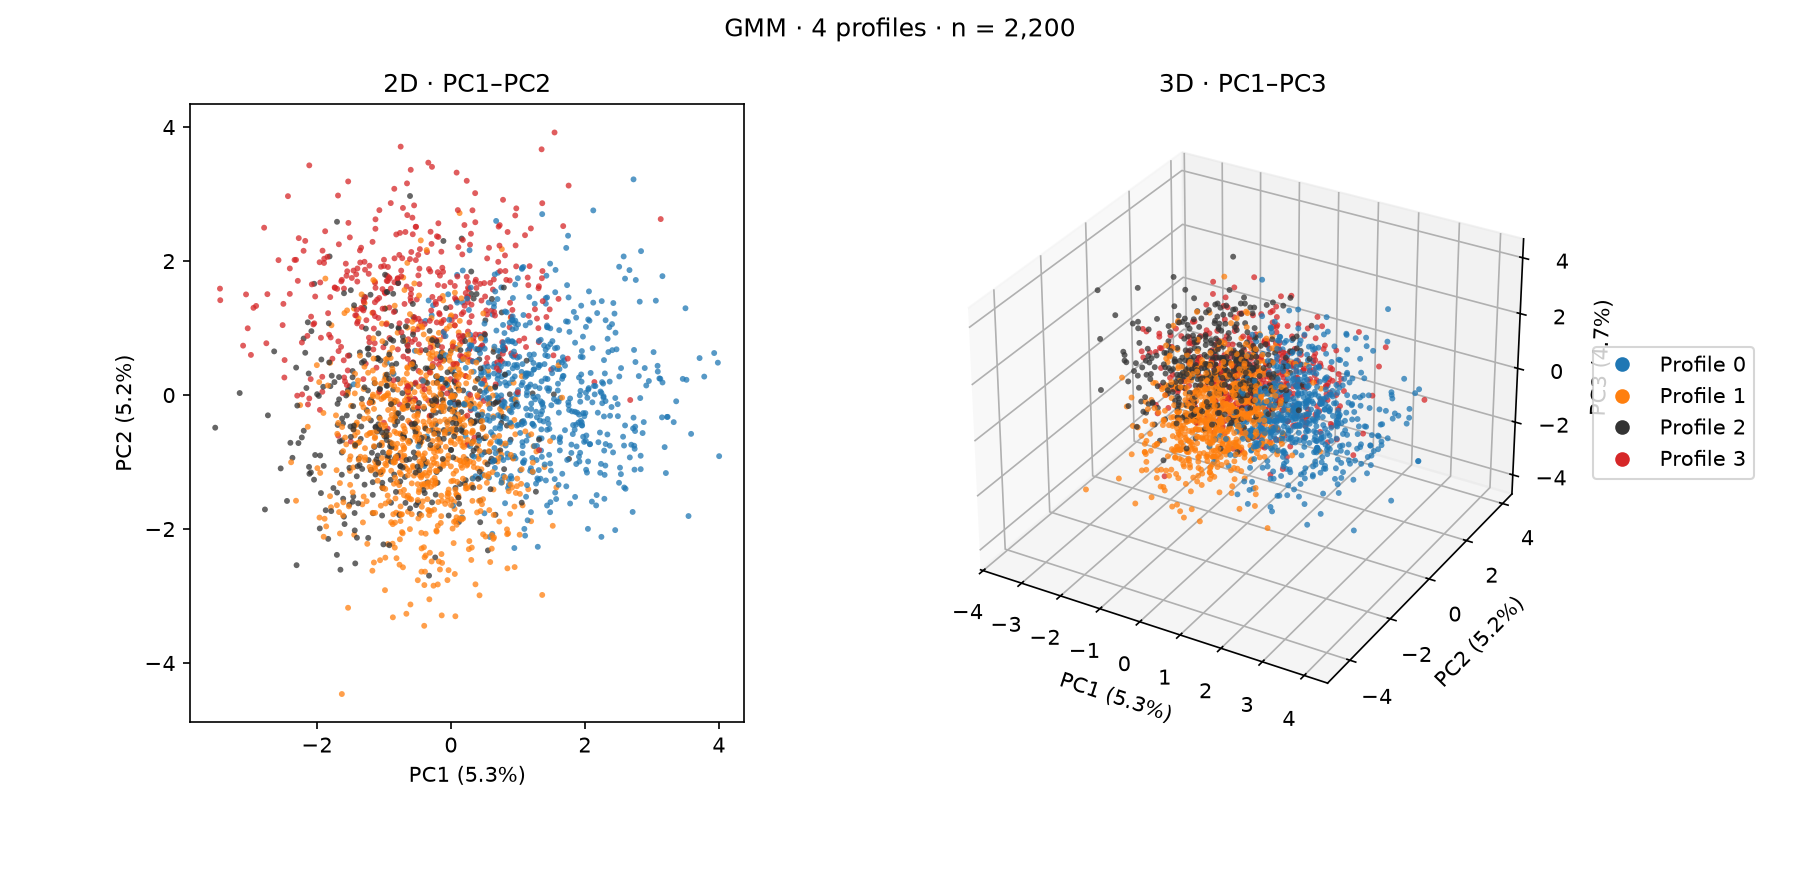 GMM · 4 profiles · n = 2,200
2D · PC1–PC2
4
2
0
−2
−4
PC2 (5.2%)
−2
0
2
4
PC1 (5.3%)
3D · PC1–PC3
4
2
0
−2
−4
PC3 (4.7%)
−4
−3
−2
−1
0
1
2
3
4
PC1 (5.3%)
4
2
0
−2
−4
PC2 (5.2%)
Profile 0
Profile 1
Profile 2
Profile 3